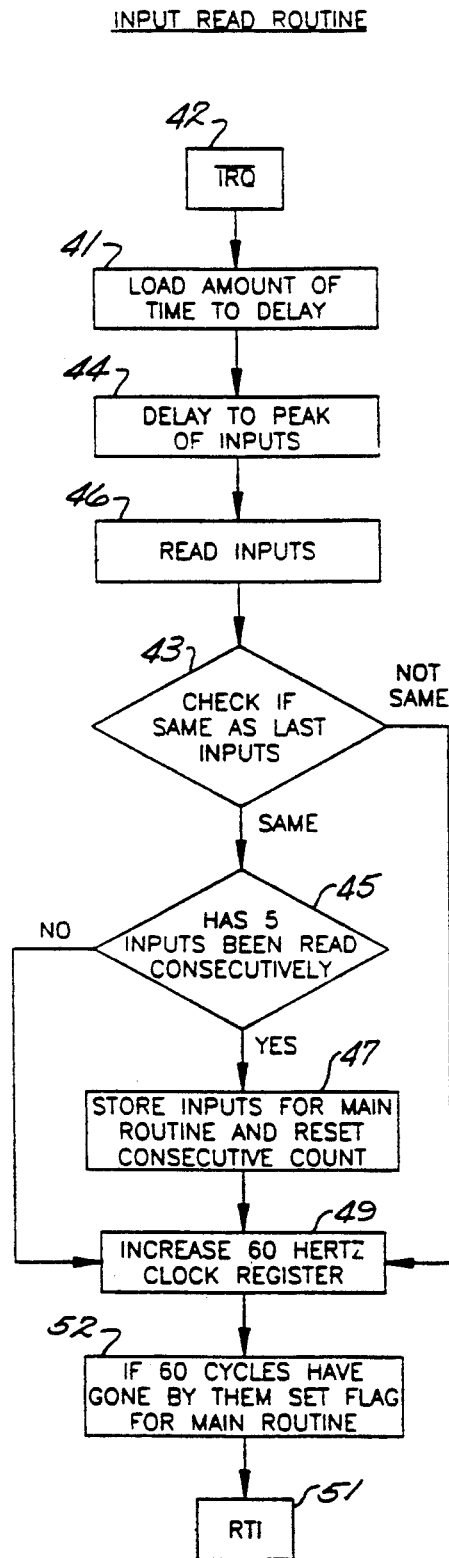 INPUT READ ROUTINE
42
IRQ
41
LOAD AMOUNT OF
TIME TO DELAY
44
DELAY TO PEAK
OF INPUTS
46
READ INPUTS
43
NOT
SAME
CHECK IF
SAME AS LAST
INPUTS
SAME
45
NO
HAS 5
INPUTS BEEN READ
CONSECUTIVELY
YES
47
STORE INPUTS FOR MAIN
ROUTINE AND RESET
CONSECUTIVE COUNT
49
INCREASE 60 HERTZ
CLOCK REGISTER
52
IF 60 CYCLES HAVE
GONE BY THEM SET FLAG
FOR MAIN ROUTINE
51
RTI